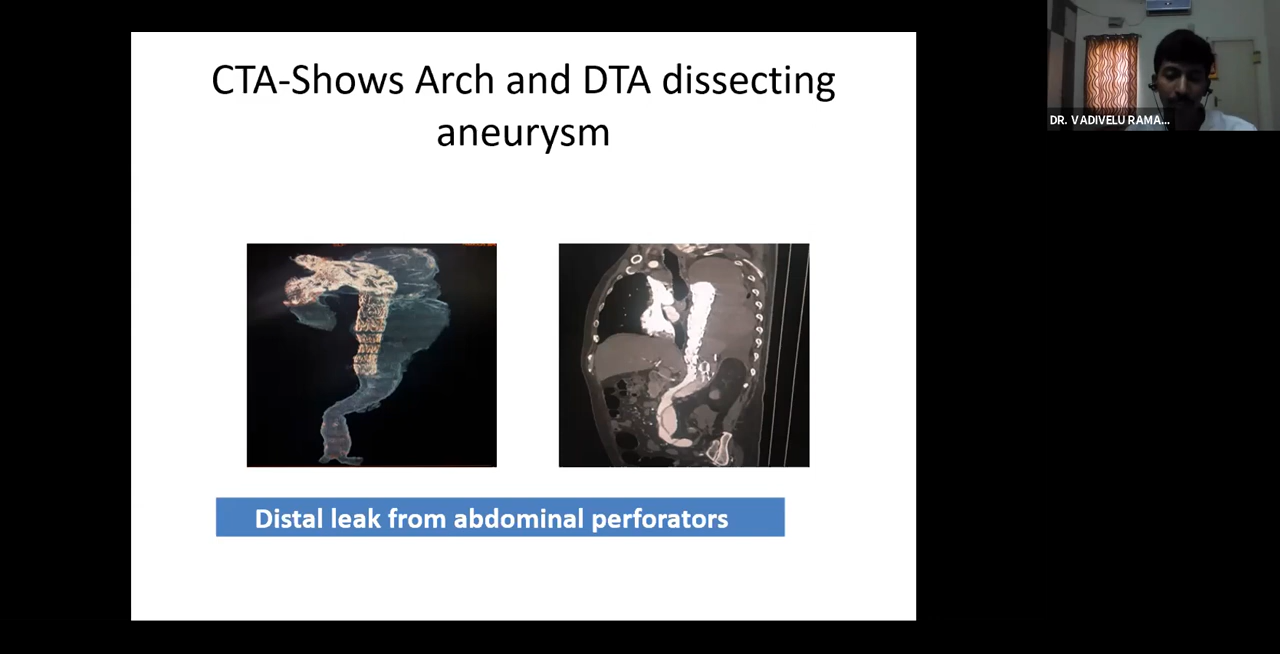 CTA-Shows Arch and DTA dissecting
aneurysm
Distal leak from abdominal perforators
DR. VADIVELU RAMA...